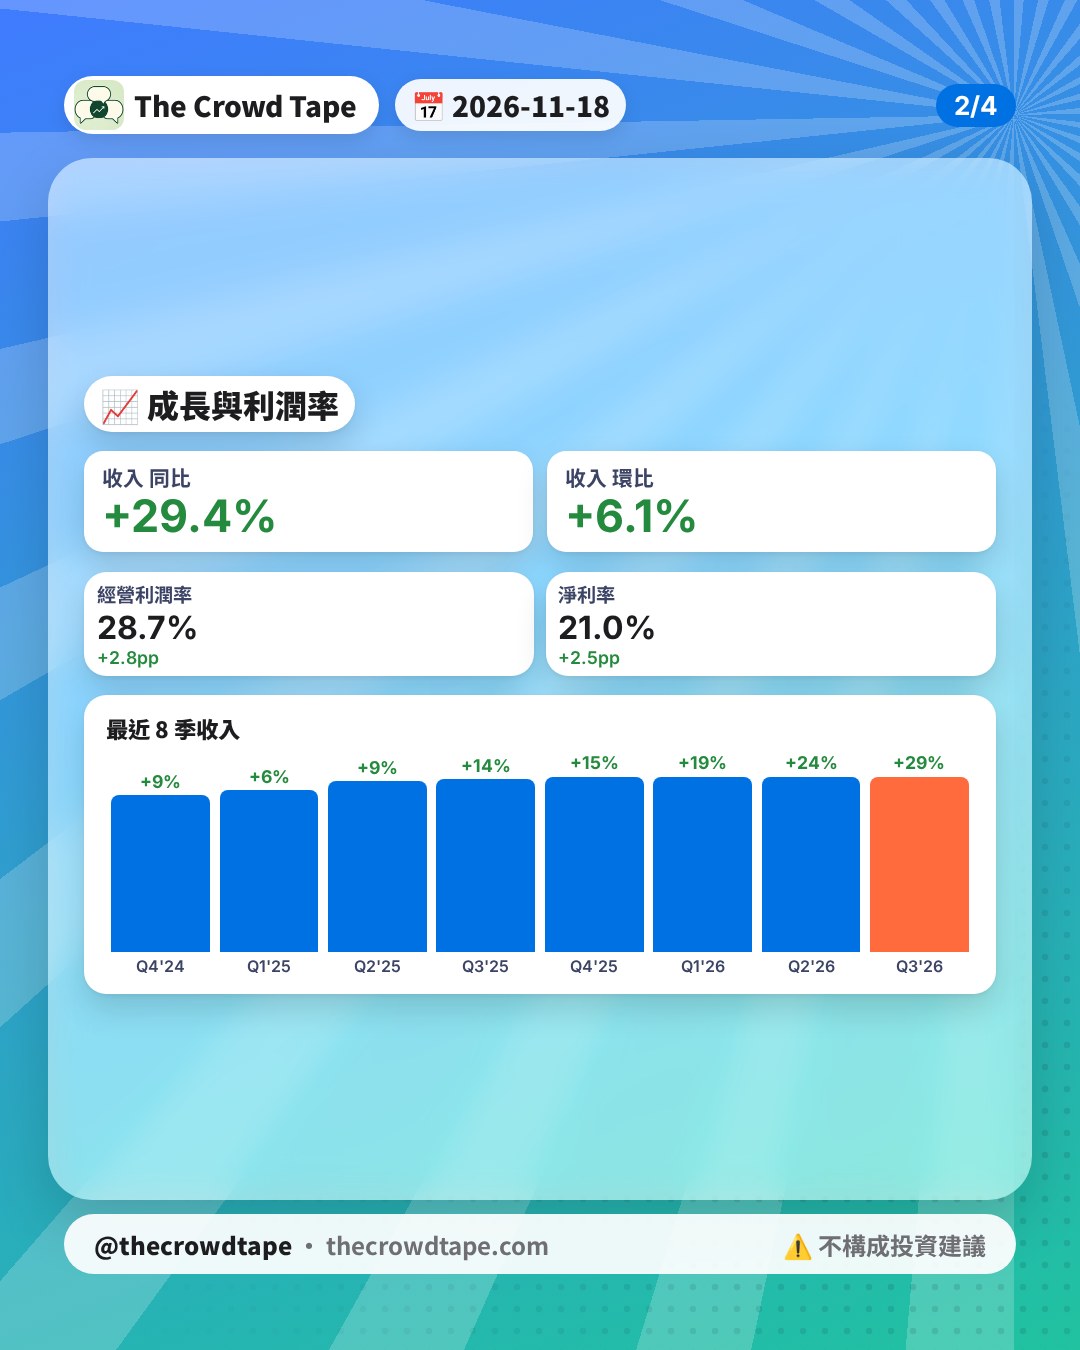 The Crowd Tape
📅 2026-11-18
2/4
📈 成長與利潤率
收入 同比
+29.4%
收入 環比
+6.1%
經營利潤率
28.7%
+2.8pp
淨利率
21.0%
+2.5pp
最近 8 季收入
+9% +6% +9% +14% +15% +19% +24% +29%
Q4'24 Q1'25 Q2'25 Q3'25 Q4'25 Q1'26 Q2'26 Q3'26
@thecrowdtape • thecrowdtape.com
⚠️ 不構成投資建議